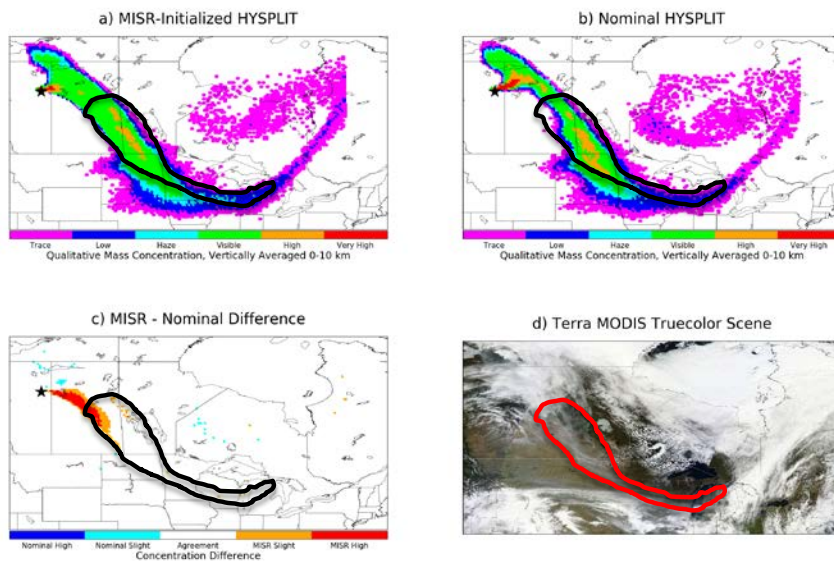 a) MISR-Initialized HYSPLIT
b) Nominal HYSPLIT
Trace Low Haze Visible High Very High
Qualitative Mass Concentration, Vertically Averaged 0-10 km
Trace Low Haze Visible High Very High
Qualitative Mass Concentration, Vertically Averaged 0-10 km
c) MISR - Nominal Difference
d) Terra MODIS Truecolor Scene
Nominal High Nominal Slight Agreement MISR Slight MISR High
Concentration Difference